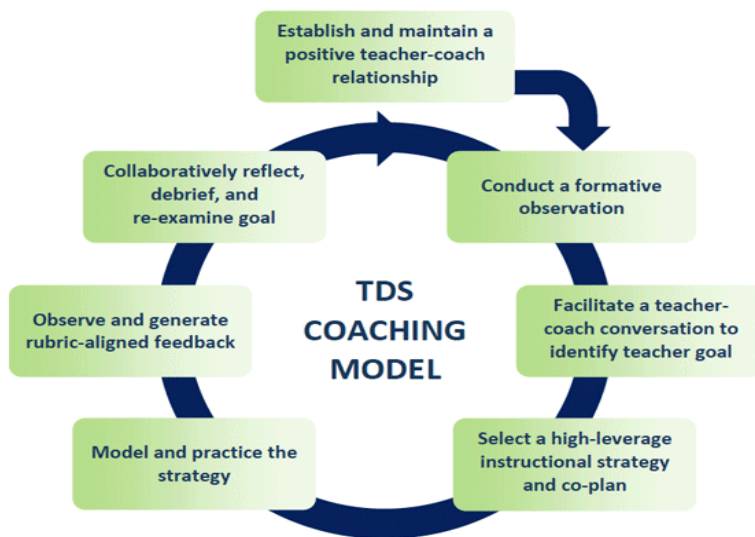 Establish and maintain a
positive teacher-coach
relationship
Conduct a formative
observation
Facilitate a teacher-
coach conversation to
identify teacher goal
Select a high-leverage
instructional strategy
and co-plan
Model and practice the
strategy
Observe and generate
rubric-aligned feedback
Collaboratively reflect,
debrief, and
re-examine goal
TDS
COACHING
MODEL